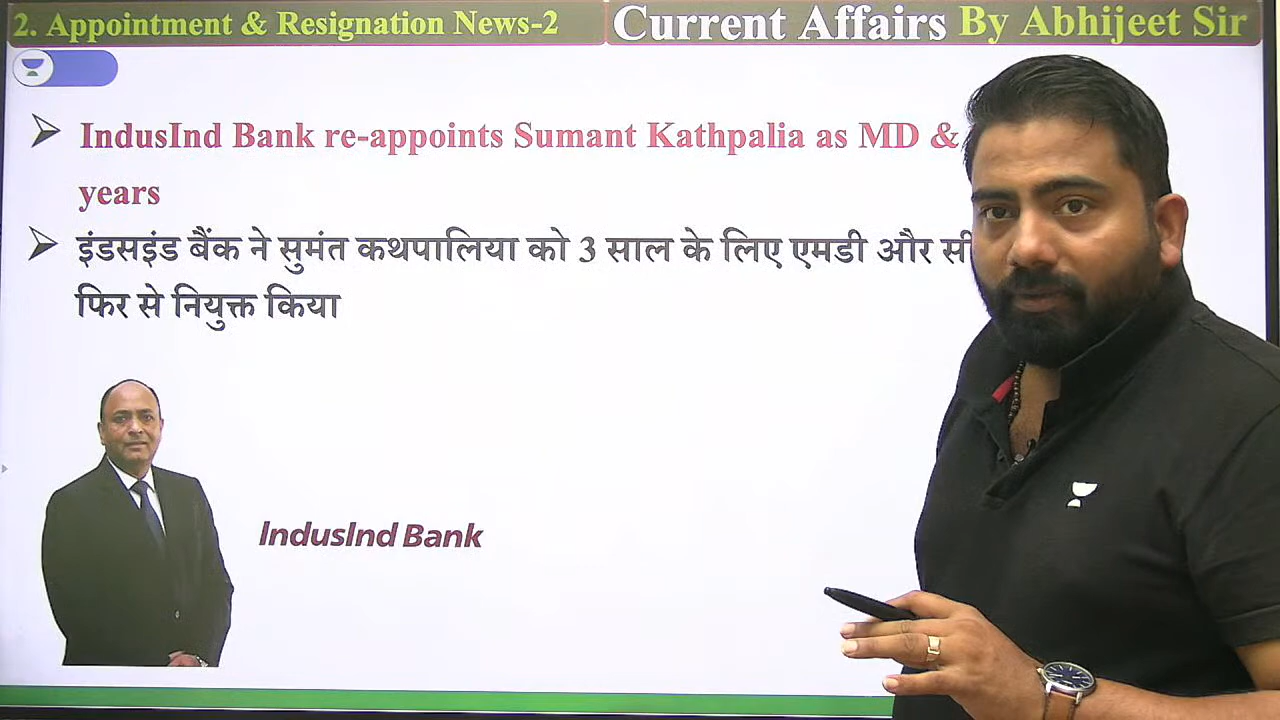 2. Appointment & Resignation News-2
Current Affairs By Abhijeet Sir
IndusInd Bank re-appoints Sumant Kathpalia as MD &
years
इंडसइंड बैंक ने सुमंत कथपालिया को 3 साल के लिए एमडी और
फिर से नियुक्त किया
IndusInd Bank